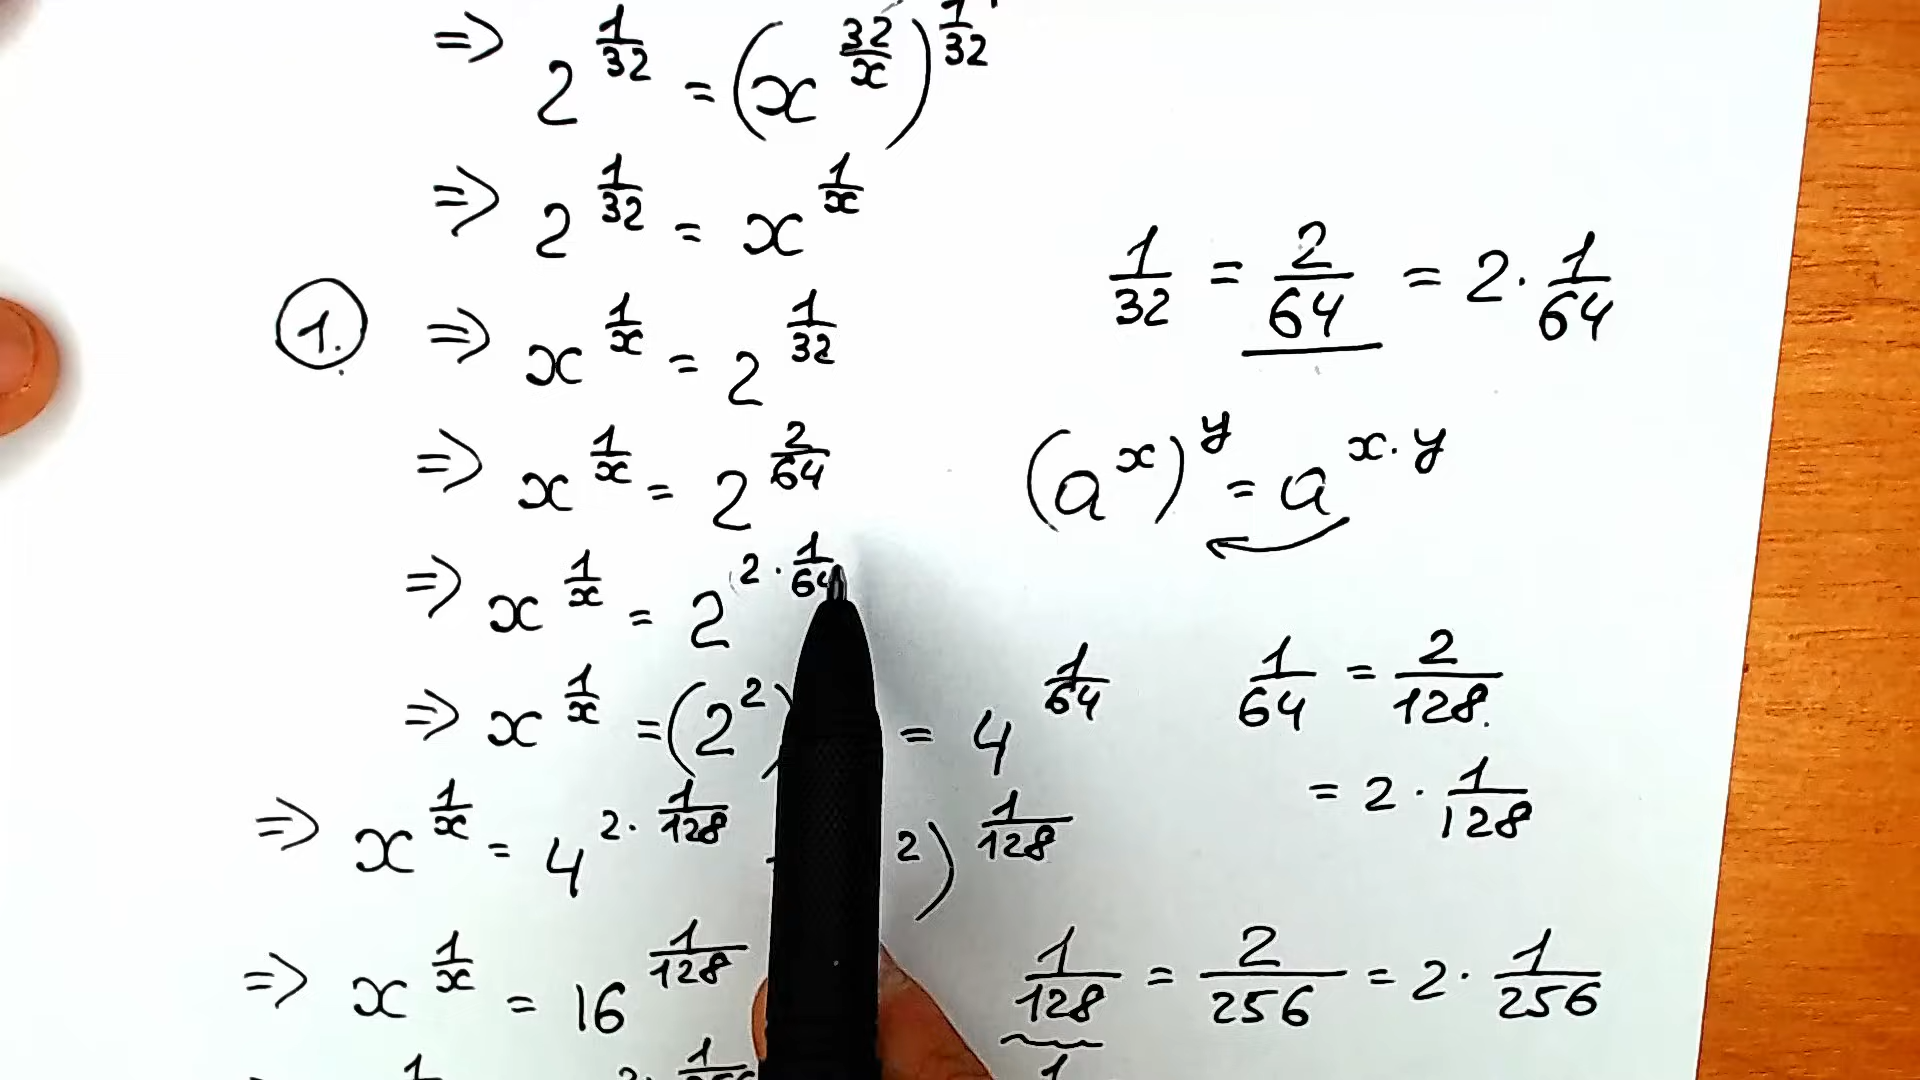 => 2^(1/32) = (x^(32/x))^(1/32)
=> 2^(1/32) = x^(1/x)
1. => x^(1/x) = 2^(1/32)
=> x^(1/x) = 2^(2/64)
=> x^(1/x) = 2^(2·1/64)
=> x^(1/x) = (2^2) = 4^(1/64)
=> x^(1/x) = 4^(2·1/128) 2)^(1/128)
=> x^(1/x) = 16^(1/128)
1/32 = 2/64 = 2·1/64
(a^x)^y = a^(x·y)
1/64 = 2/128.
= 2·1/128
1/128 = 2/256 = 2·1/256